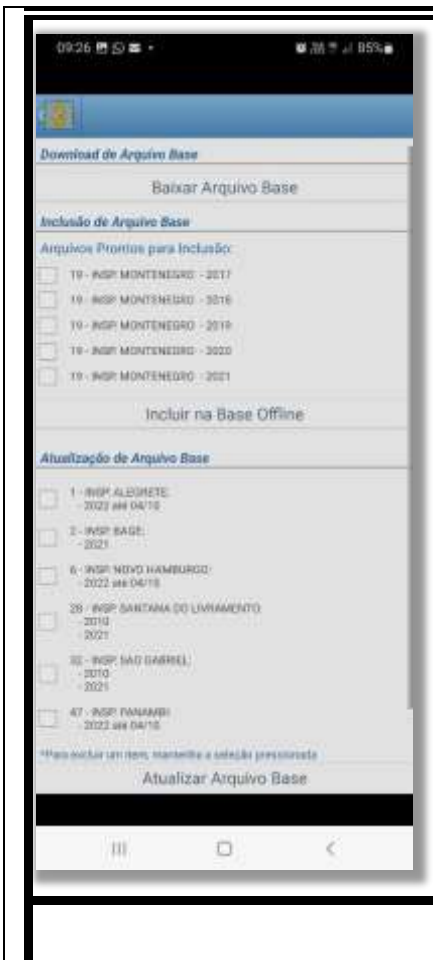 09:26
85%
Download de Arquivo Base
Baixar Arquivo Base
Inclusão de Arquivo Base
Arquivos Prontos para Inclusão:
19 - INSP. MONTENEGRO - 2017
19 - INSP. MONTENEGRO - 2018
19 - INSP. MONTENEGRO - 2019
19 - INSP. MONTENEGRO - 2020
19 - INSP. MONTENEGRO - 2021
Incluir na Base Offline
Atualização de Arquivo Base
1 - INSP. ALEGRETE:
- 2022 até 04/10
2 - INSP. BAGE:
- 2021
6 - INSP. NOVO HAMBURGO:
- 2022 até 04/10
28 - INSP. SANTANA DO LIVRAMENTO:
- 2010
- 2021
32 - INSP. SAO GABRIEL:
- 2010
- 2021
47 - INSP. PANAMBI:
- 2022 até 04/10
*Para excluir um item, mantenha a seleção pressionada
Atualizar Arquivo Base